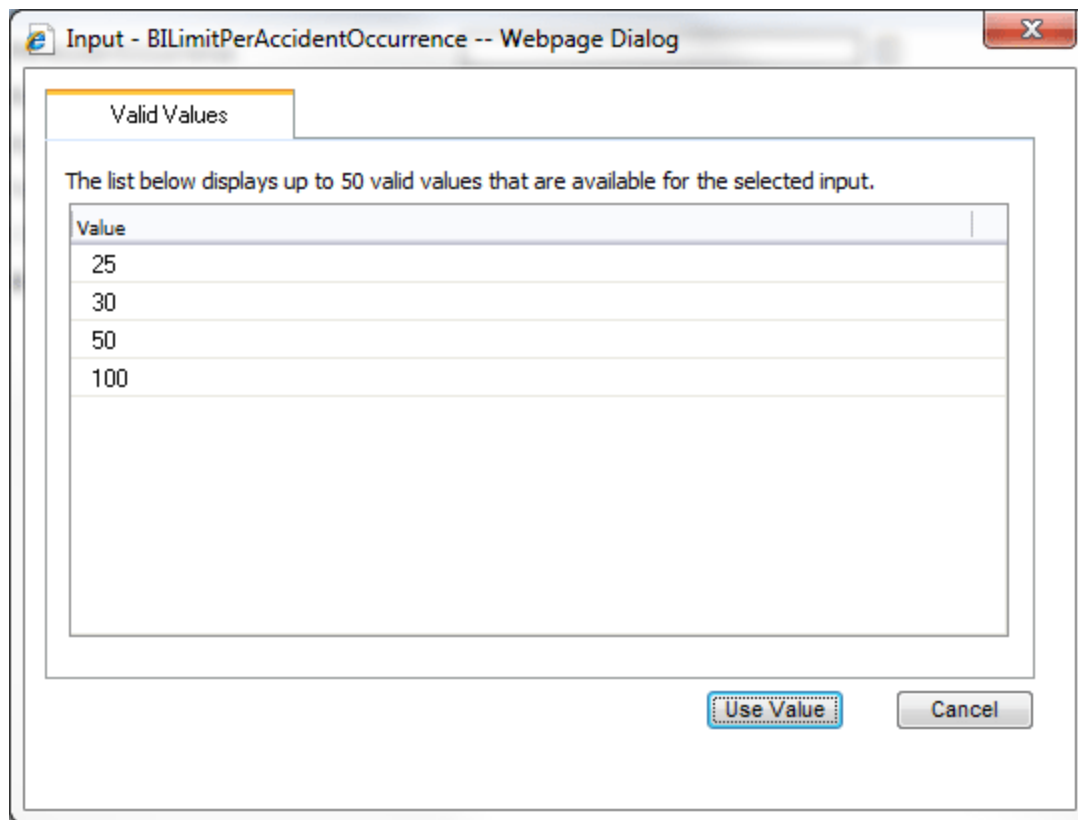 Input - BILimitPerAccidentOccurrence -- Webpage Dialog
Valid Values
The list below displays up to 50 valid values that are available for the selected input.
Value
25
30
50
100
Use Value Cancel